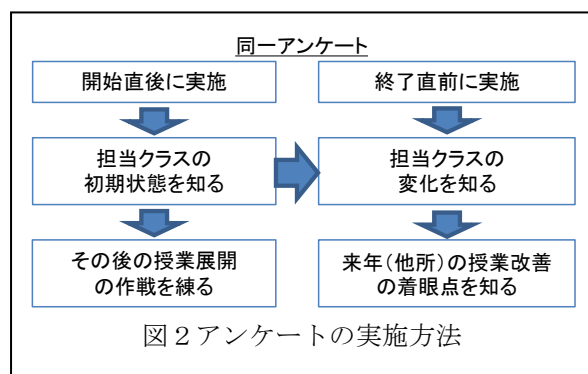 同一アンケート
開始直後に実施
終了直前に実施
担当クラスの
初期状態を知る
担当クラスの
変化を知る
その後の授業展開
の作戦を練る
来年(他所)の授業改善
の着眼点を知る
図2アンケートの実施方法